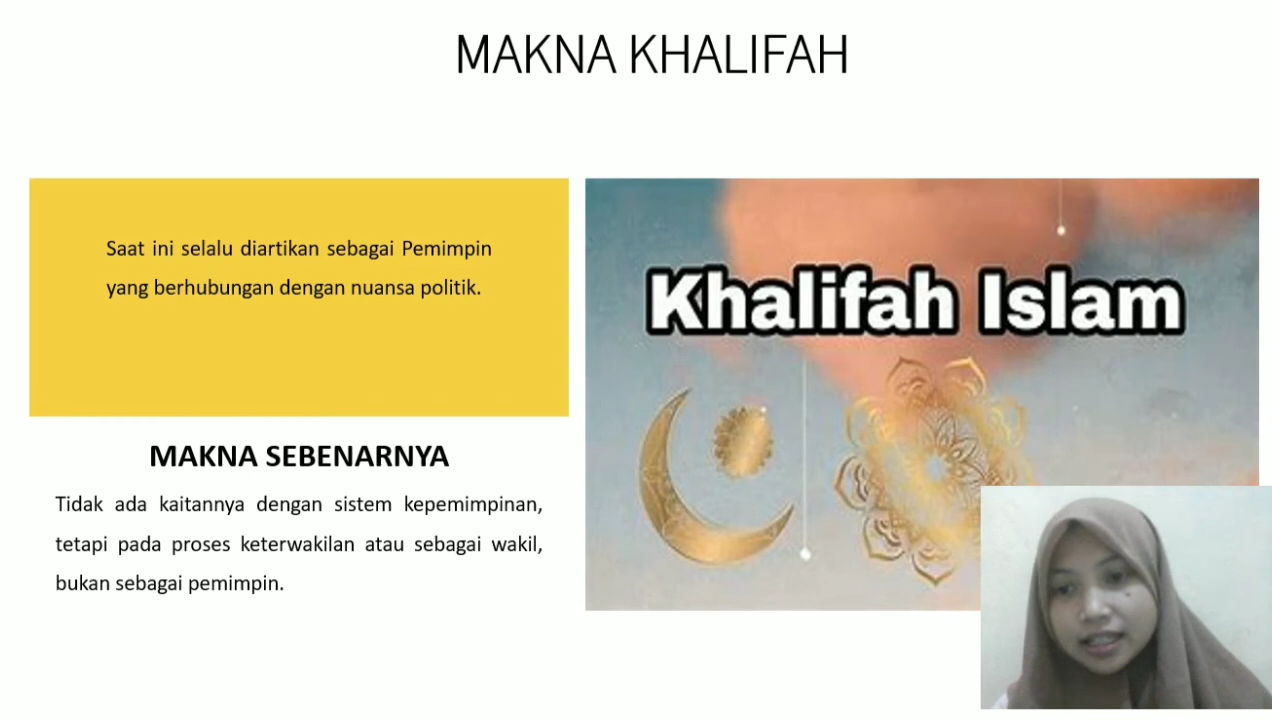 MAKNA KHALIFAH
Saat ini selalu diartikan sebagai Pemimpin
yang berhubungan dengan nuansa politik.
Khalifah Islam
MAKNA SEBENARNYA
Tidak ada kaitannya dengan sistem kepemimpinan,
tetapi pada proses keterwakilan atau sebagai wakil,
bukan sebagai pemimpin.